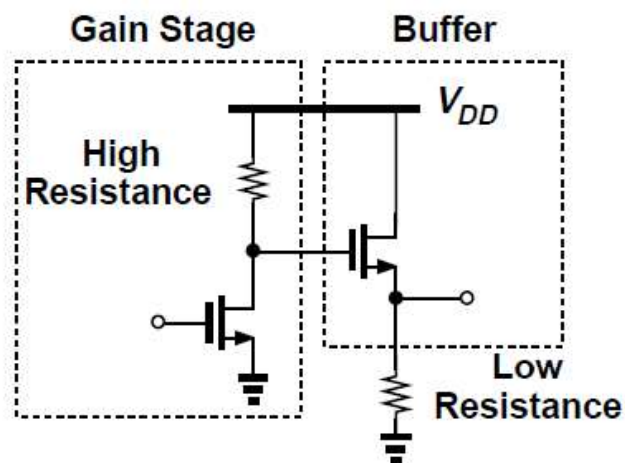 Gain Stage
Buffer
V_DD
High
Resistance
Low
Resistance